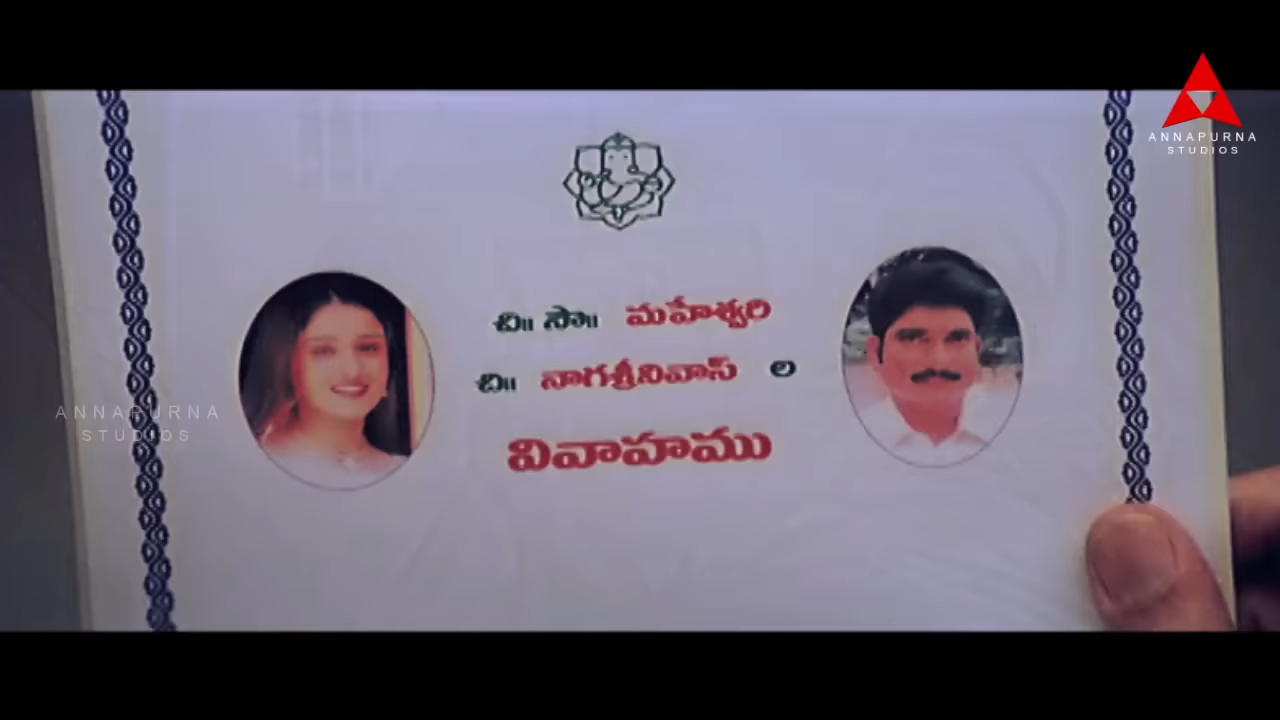 ANNAPURNA
STUDIOS
చి॥ సౌ॥ మహేశ్వరి
చి॥ నాగశ్రీనివాస్ ల
వివాహము
ANNAPURNA
STUDIOS